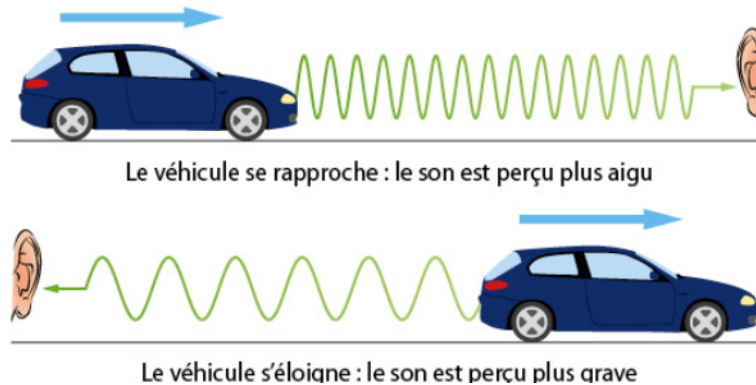 Le véhicule se rapproche : le son est perçu plus aigu
Le véhicule s'éloigne : le son est perçu plus grave